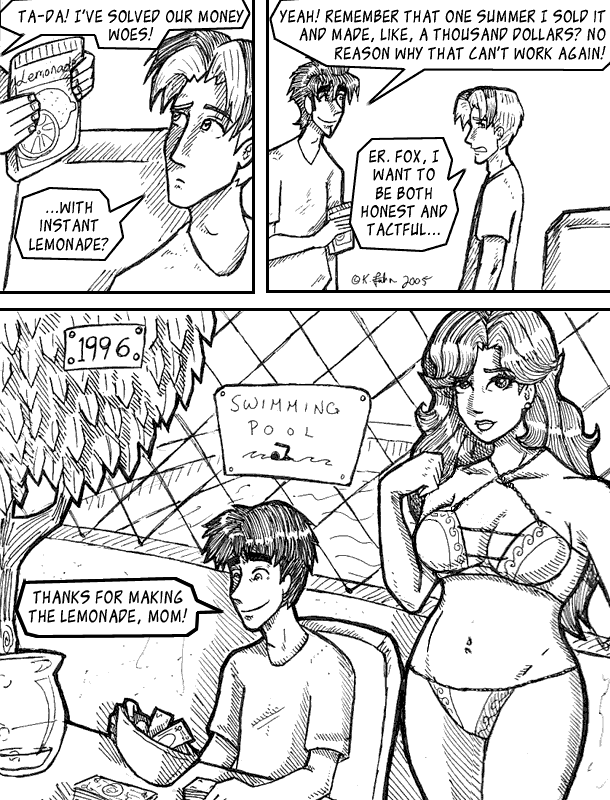 TA-DA! I'VE SOLVED OUR MONEY
WOES!
Lemonade
...WITH
INSTANT
LEMONADE?
YEAH! REMEMBER THAT ONE SUMMER I SOLD IT
AND MADE, LIKE, A THOUSAND DOLLARS? NO
REASON WHY THAT CAN'T WORK AGAIN!
ER. FOX, I
WANT TO
BE BOTH
HONEST AND
TACTFUL...
2005
1996
SWIMMING
POOL
THANKS FOR MAKING
THE LEMONADE, MOM!